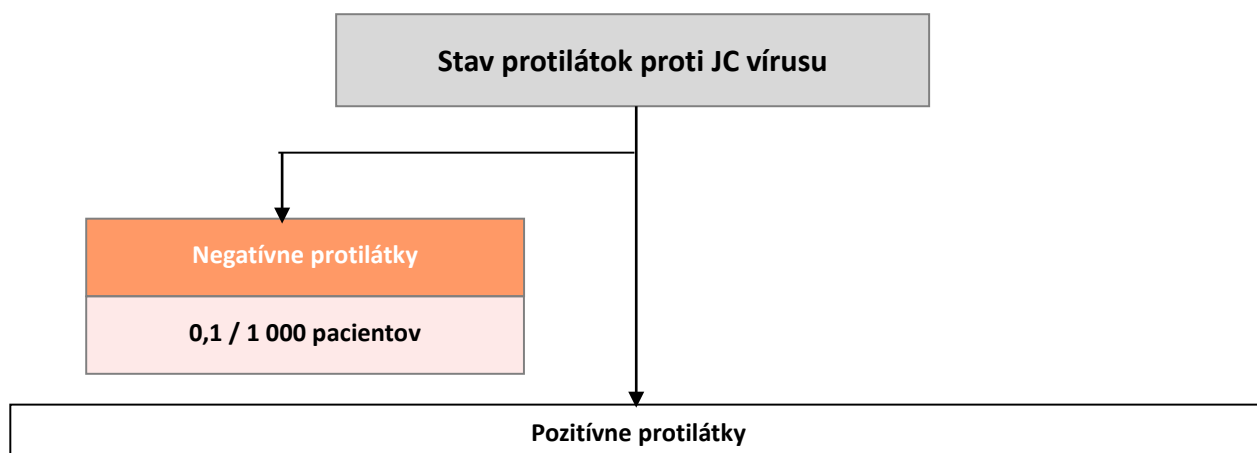 Stav protilátok proti JC vírusu
Negatívne protilátky
0,1 / 1 000 pacientov
Pozitívne protilátky